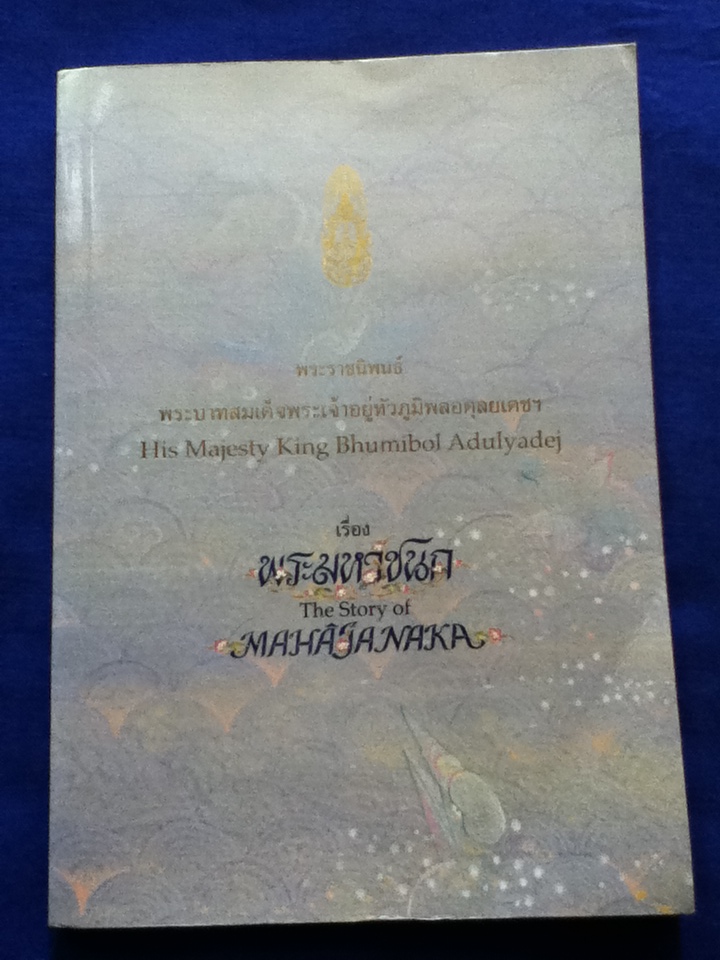 พระราชนิพนธ์
พระบาทสมเด็จพระเจ้าอยู่หัวภูมิพลอดุลยเดชฯ
His Majesty King Bhumibol Adulyadej
เรื่อง
พระมหาชนก
The Story of
MAHĀJANAKA